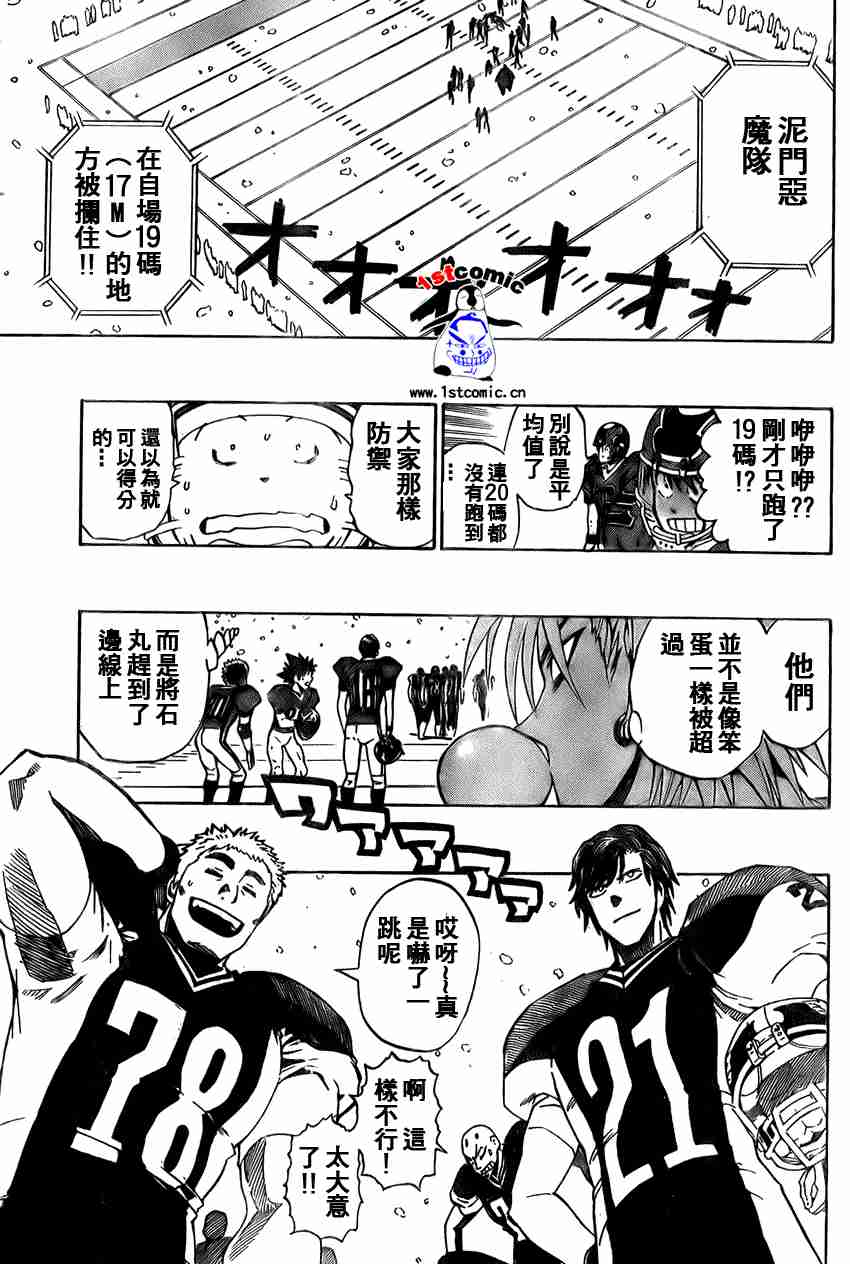 泥門惡
魔隊
在自場19碼
（17M）的地
方被攔住!!
オオオオオ
1stcomic
www.1stcomic.cn
咿咿咿??
剛才只跑了
19碼!?
別說是平
均值了
連20碼都
沒有跑到
…
大家那樣
防禦
還以為就
可以得分
的…
他們
並不是像笨
蛋一樣被超
過
而是將石
丸趕到了
邊線上
ワアアアア
哎呀~真
是嚇了一
跳呢
啊 這
樣不行!
太大意
了!!
78
21
2